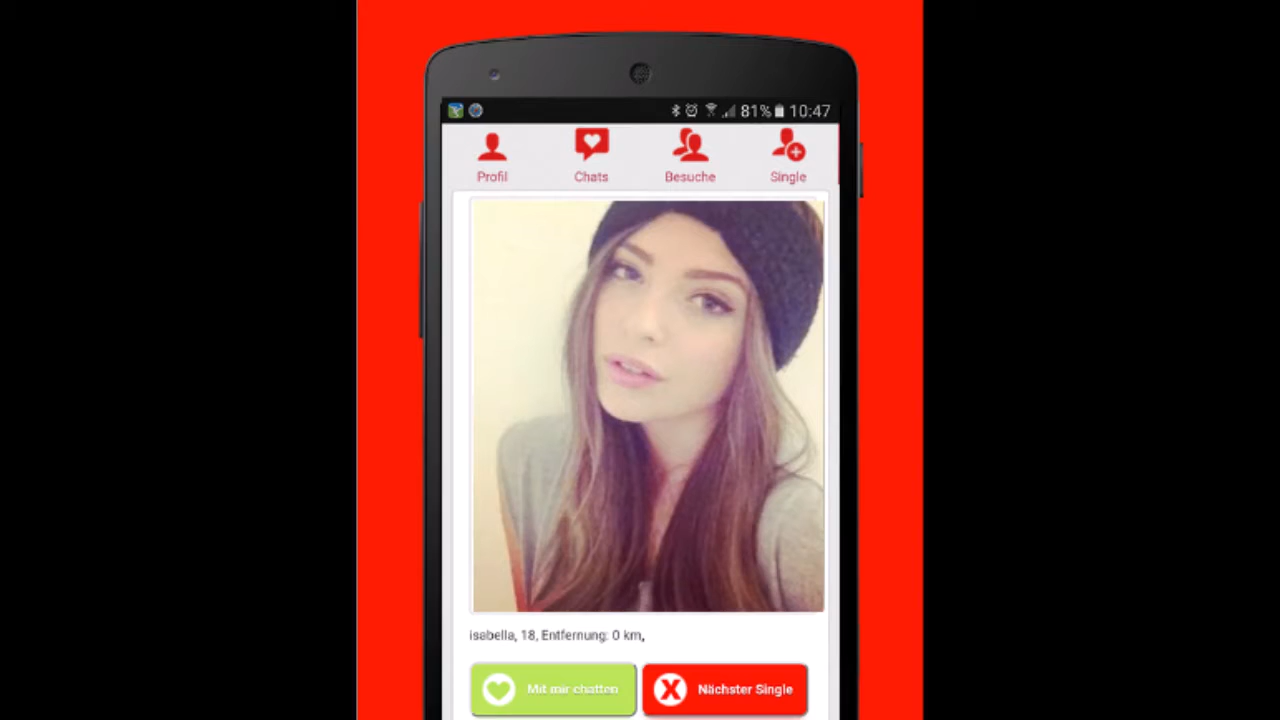 81% 10:47
Profil Chats Besuche Single
isabella, 18, Entfernung: 0 km,
Mit mir chatten Nächster Single